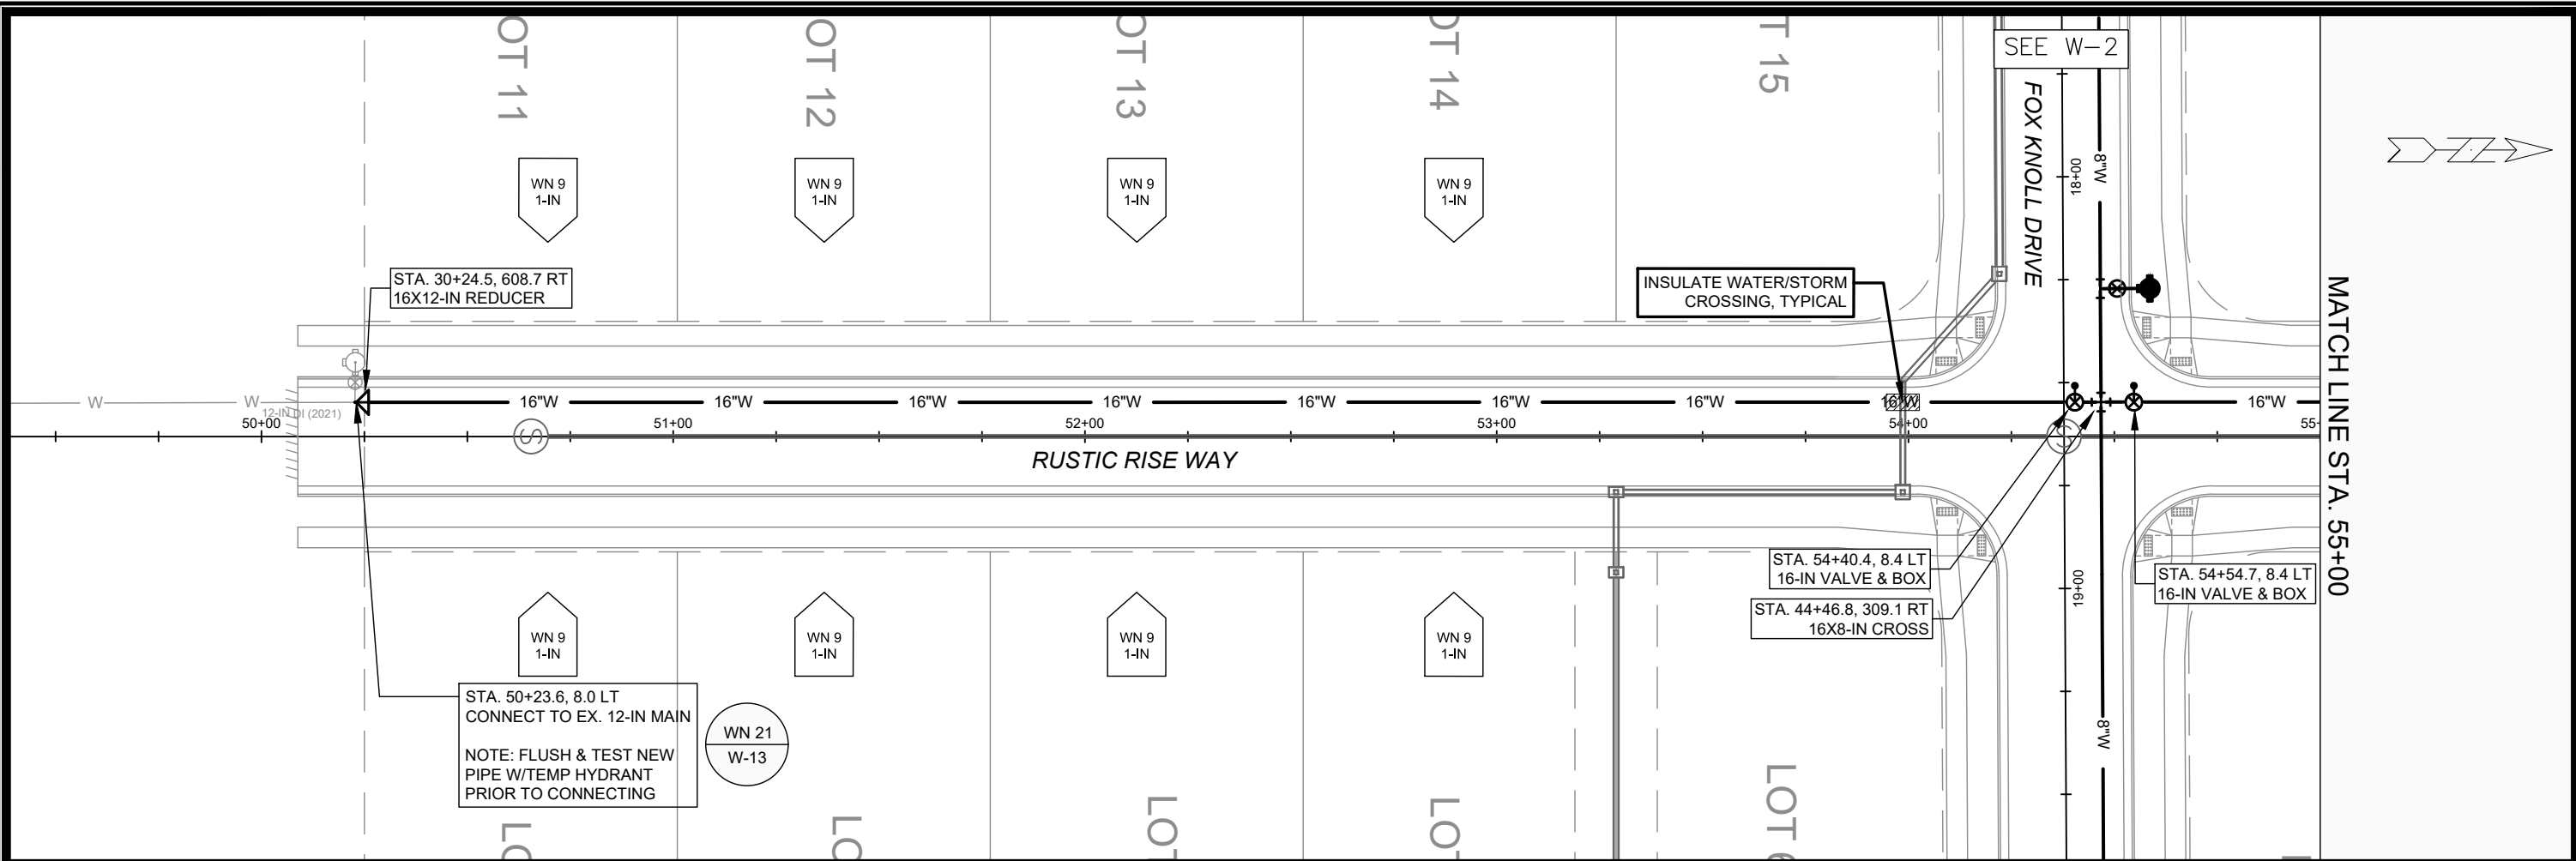 OT 11
OT 12
OT 13
OT 14
T 15
SEE W-2
FOX KNOLL DRIVE
8"W
18+00
WN 9
1-IN
WN 9
1-IN
WN 9
1-IN
WN 9
1-IN
STA. 30+24.5, 608.7 RT
16X12-IN REDUCER
INSULATE WATER/STORM
CROSSING, TYPICAL
MATCH LINE STA. 55+00
W
W
12-IN DI (2021)
16"W
16"W
16"W
16"W
16"W
16"W
16"W
16"W
16"W
50+00
51+00
52+00
53+00
54+00
55+
S
S
RUSTIC RISE WAY
STA. 54+40.4, 8.4 LT
16-IN VALVE & BOX
STA. 44+46.8, 309.1 RT
16X8-IN CROSS
19+00
STA. 54+54.7, 8.4 LT
16-IN VALVE & BOX
WN 9
1-IN
WN 9
1-IN
WN 9
1-IN
WN 9
1-IN
STA. 50+23.6, 8.0 LT
CONNECT TO EX. 12-IN MAIN
NOTE: FLUSH & TEST NEW
PIPE W/TEMP HYDRANT
PRIOR TO CONNECTING
WN 21
W-13
8"W
LO
LO
LOT
LO
LOT